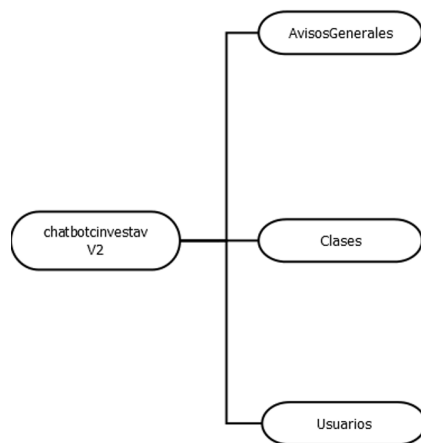 AvisosGenerales
chatbotcinvestav
V2
Clases
Usuarios